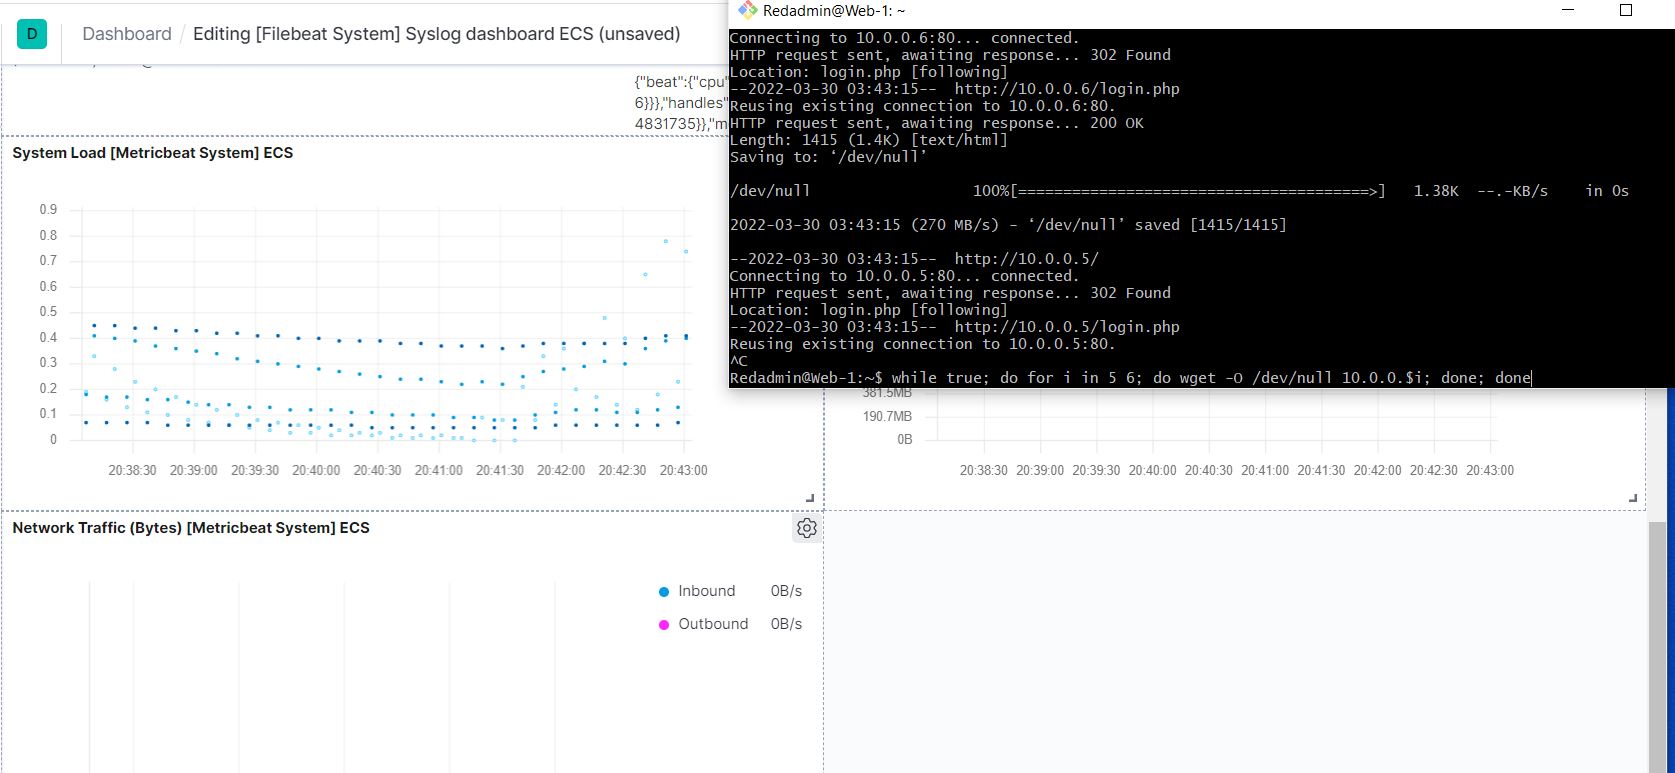 D
Dashboard / Editing [Filebeat System] Syslog dashboard ECS (unsaved)
{"beat":{"cpu"
6}}},"handles"
4831735}},"m
System Load [Metricbeat System] ECS
0.9
0.8
0.7
0.6
0.5
0.4
0.3
0.2
0.1
0
20:38:30 20:39:00 20:39:30 20:40:00 20:40:30 20:41:00 20:41:30 20:42:00 20:42:30 20:43:00
Redadmin@Web-1: ~
Connecting to 10.0.0.6:80... connected.
HTTP request sent, awaiting response... 302 Found
Location: login.php [following]
--2022-03-30 03:43:15--  http://10.0.0.6/login.php
Reusing existing connection to 10.0.0.6:80.
HTTP request sent, awaiting response... 200 OK
Length: 1415 (1.4K) [text/html]
Saving to: ‘/dev/null’
/dev/null 100%[=======================================>] 1.38K --.-KB/s in 0s
2022-03-30 03:43:15 (270 MB/s) - ‘/dev/null’ saved [1415/1415]
--2022-03-30 03:43:15--  http://10.0.0.5/
Connecting to 10.0.0.5:80... connected.
HTTP request sent, awaiting response... 302 Found
Location: login.php [following]
--2022-03-30 03:43:15--  http://10.0.0.5/login.php
Reusing existing connection to 10.0.0.5:80.
^C
Redadmin@Web-1:~$ while true; do for i in 5 6; do wget -O /dev/null 10.0.0.$i; done; done
381.5MB
190.7MB
0B
20:38:30 20:39:00 20:39:30 20:40:00 20:40:30 20:41:00 20:41:30 20:42:00 20:42:30 20:43:00
Network Traffic (Bytes) [Metricbeat System] ECS
Inbound 0B/s
Outbound 0B/s